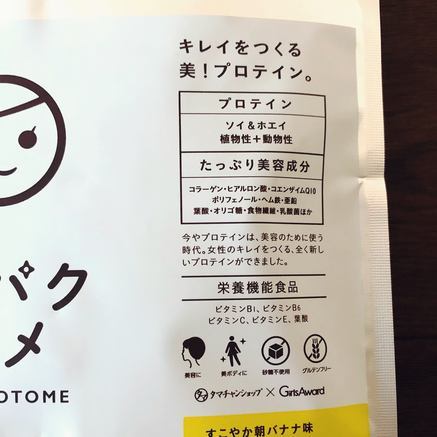 キレイをつくる
美!プロテイン。
プロテイン
ソイ&ホエイ
植物性+動物性
たっぷり美容成分
コラーゲン・ヒアルロン酸・コエンザイムQ10
ポリフェノール・ヘム鉄・亜鉛
葉酸・オリゴ糖・食物繊維・乳酸菌ほか
今やプロテインは、美容のために使う
時代。女性のキレイをつくる、全く新し
いプロテインができました。
栄養機能食品
ビタミンB1、ビタミンB6
ビタミンC、ビタミンE、葉酸
美容に 美ボディに 砂糖不使用 グルテンフリー
タマ タマチャンショップ × GirlsAward
パク
メ
OTOME
すこやか朝バナナ味